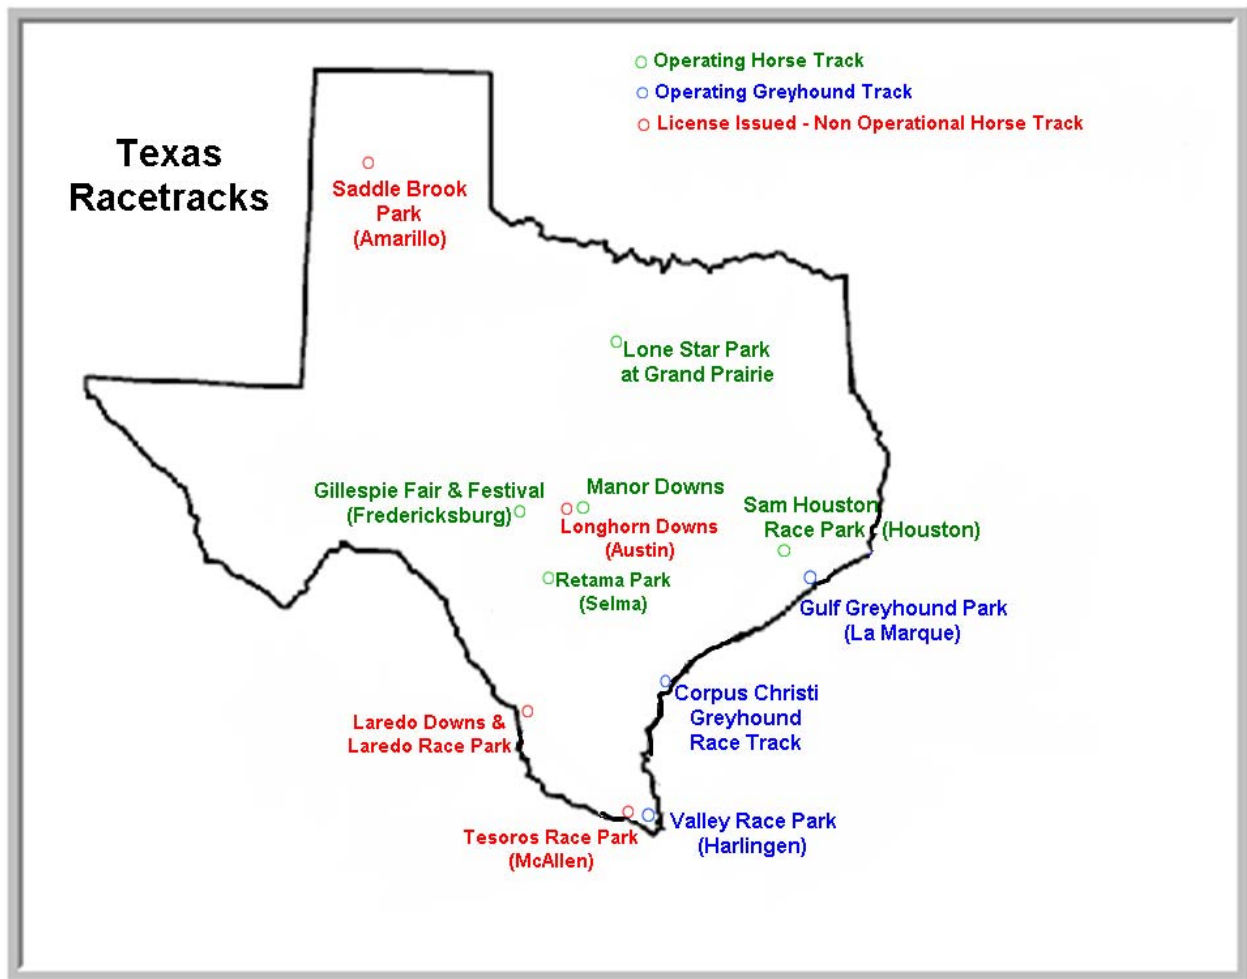 Texas
Racetracks
Operating Horse Track
Operating Greyhound Track
License Issued - Non Operational Horse Track
Saddle Brook
Park
(Amarillo)
Lone Star Park
at Grand Prairie
Gillespie Fair & Festival
(Fredericksburg)
Manor Downs
Longhorn Downs
(Austin)
Sam Houston
Race Park (Houston)
Retama Park
(Selma)
Gulf Greyhound Park
(La Marque)
Corpus Christi
Greyhound
Race Track
Laredo Downs &
Laredo Race Park
Tesoros Race Park
(McAllen)
Valley Race Park
(Harlingen)